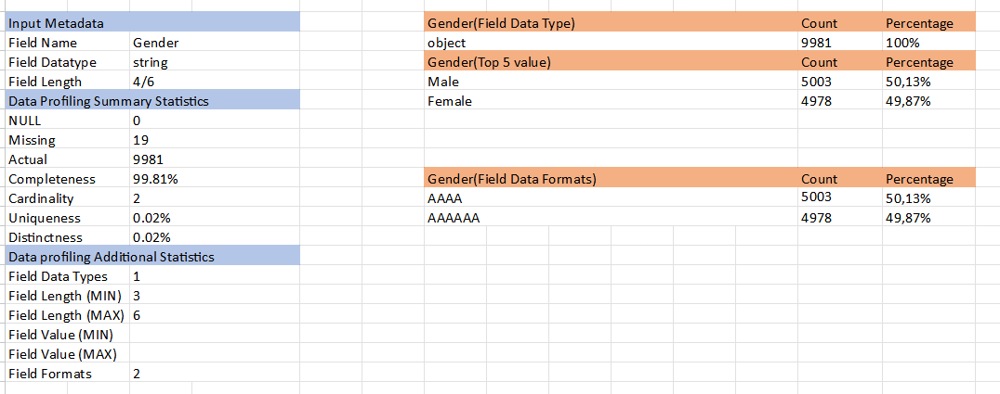 Input Metadata
Field Name Gender
Field Datatype string
Field Length 4/6
Data Profiling Summary Statistics
NULL 0
Missing 19
Actual 9981
Completeness 99.81%
Cardinality 2
Uniqueness 0.02%
Distinctness 0.02%
Data profiling Additional Statistics
Field Data Types 1
Field Length (MIN) 3
Field Length (MAX) 6
Field Value (MIN)
Field Value (MAX)
Field Formats 2
Gender(Field Data Type) Count Percentage
object 9981 100%
Gender(Top 5 value) Count Percentage
Male 5003 50,13%
Female 4978 49,87%
Gender(Field Data Formats) Count Percentage
AAAA 5003 50,13%
AAAAAA 4978 49,87%